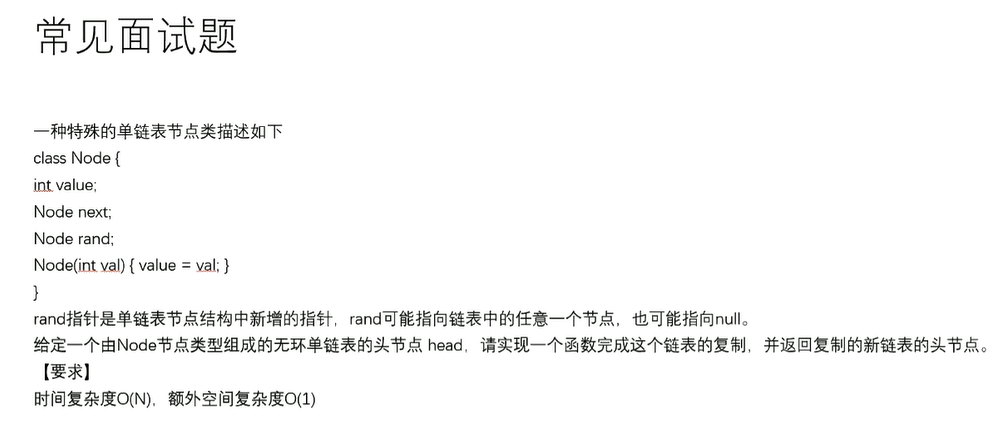 常见面试题
一种特殊的单链表节点类描述如下
class Node {
int value;
Node next;
Node rand;
Node(int val) { value = val; }
}
rand指针是单链表节点结构中新增的指针，rand可能指向链表中的任意一个节点，也可能指向null。
给定一个由Node节点类型组成的无环单链表的头节点 head，请实现一个函数完成这个链表的复制，并返回复制的新链表的头节点。
【要求】
时间复杂度O(N)，额外空间复杂度O(1)